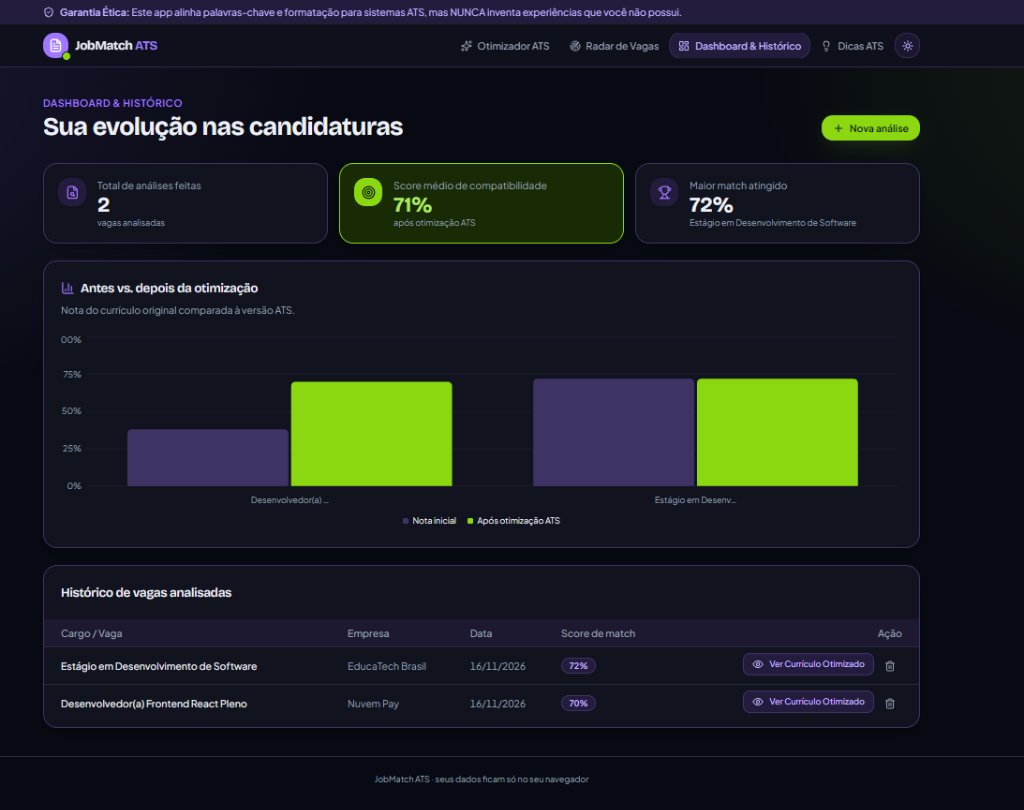 Garantia Ética: Este app alinha palavras-chave e formatação para sistemas ATS, mas NUNCA inventa experiências que você não possui.
JobMatch ATS
Otimizador ATS
Radar de Vagas
Dashboard & Histórico
Dicas ATS
DASHBOARD & HISTÓRICO
Sua evolução nas candidaturas
+ Nova análise
Total de análises feitas
2
vagas analisadas
Score médio de compatibilidade
71%
após otimização ATS
Maior match atingido
72%
Estágio em Desenvolvimento de Software
Antes vs. depois da otimização
Nota do currículo original comparada à versão ATS.
00%
75%
50%
25%
0%
Desenvolvedor(a) ...
Estágio em Desenv...
Nota inicial
Após otimização ATS
Histórico de vagas analisadas
Cargo / Vaga Empresa Data Score de match Ação
Estágio em Desenvolvimento de Software EducaTech Brasil 16/11/2026 72% Ver Currículo Otimizado
Desenvolvedor(a) Frontend React Pleno Nuvem Pay 16/11/2026 70% Ver Currículo Otimizado
JobMatch ATS · seus dados ficam só no seu navegador